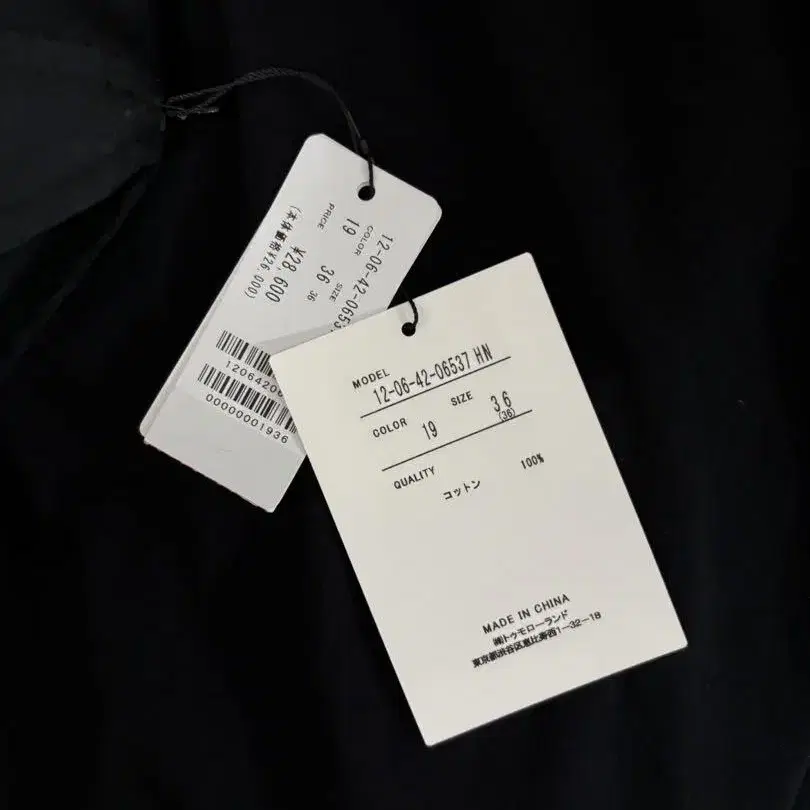 12-06-42-0653
COLOR
SIZE
19
36
36
PRICE
¥28,600
(本体価格¥26,000)
120642
00000001936
MODEL
12-06-42-06537 HN
COLOR
19
SIZE
36
(36)
QUALITY
コットン
100%
MADE IN CHINA
㈱トゥモローランド
東京都渋谷区恵比寿西1-32-18